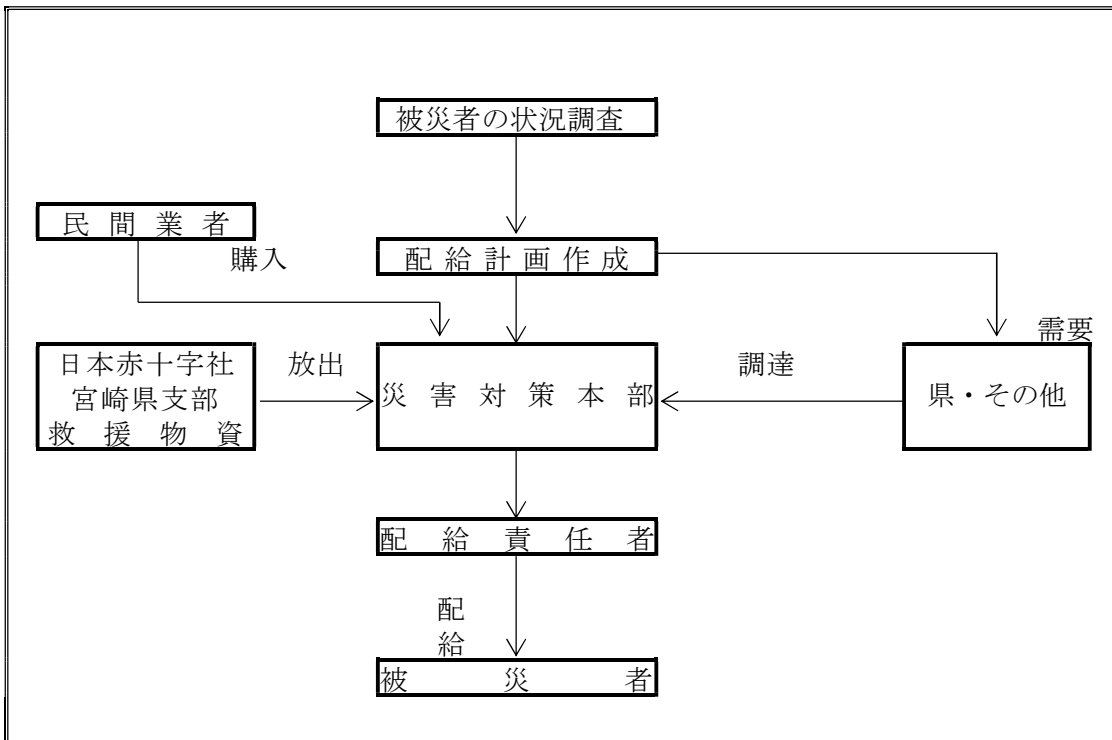 被災者の状況調査
民間業者
購入
配給計画作成
需要
日本赤十字社
宮崎県支部
救援物資
放出
災害対策本部
調達
県・その他
配給責任者
配
給
被災者